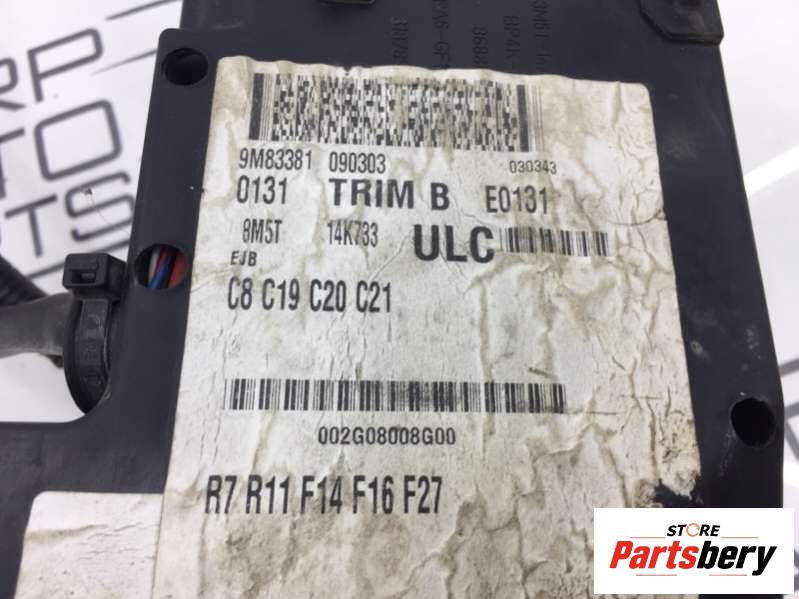 9M83381 090303 030343
0131 TRIM B E0131
8M5T 14K733 ULC
EJB
C8 C19 C20 C21
002G08008G00
R7 R11 F14 F16 F27
STORE
Partsbery